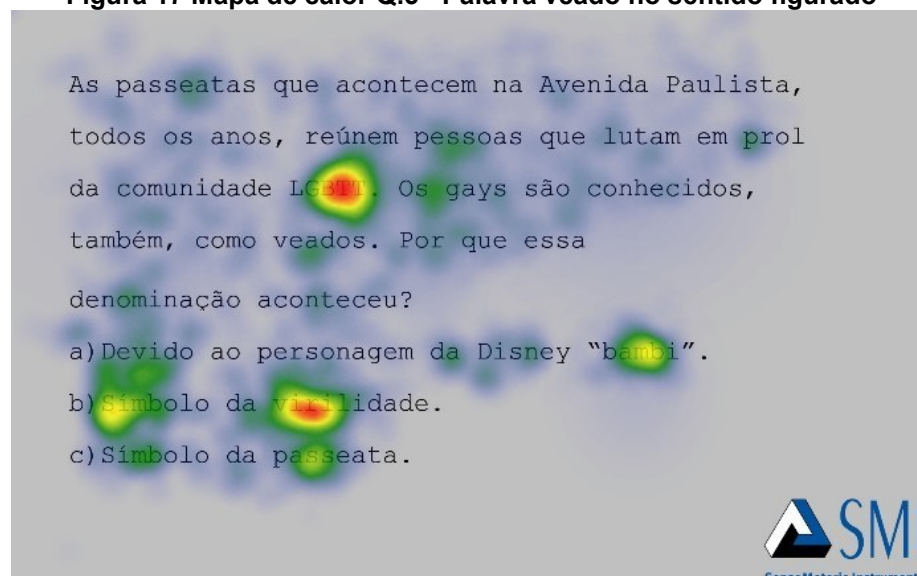 Figura 17 Mapa de calor Q.3 - Palavra veado no sentido figurado
As passeatas que acontecem na Avenida Paulista,
todos os anos, reúnem pessoas que lutam em prol
da comunidade LGBTT. Os gays são conhecidos,
também, como veados. Por que essa
denominação aconteceu?
a)Devido ao personagem da Disney “bambi”.
b)Símbolo da virilidade.
c)Símbolo da passeata.
SM